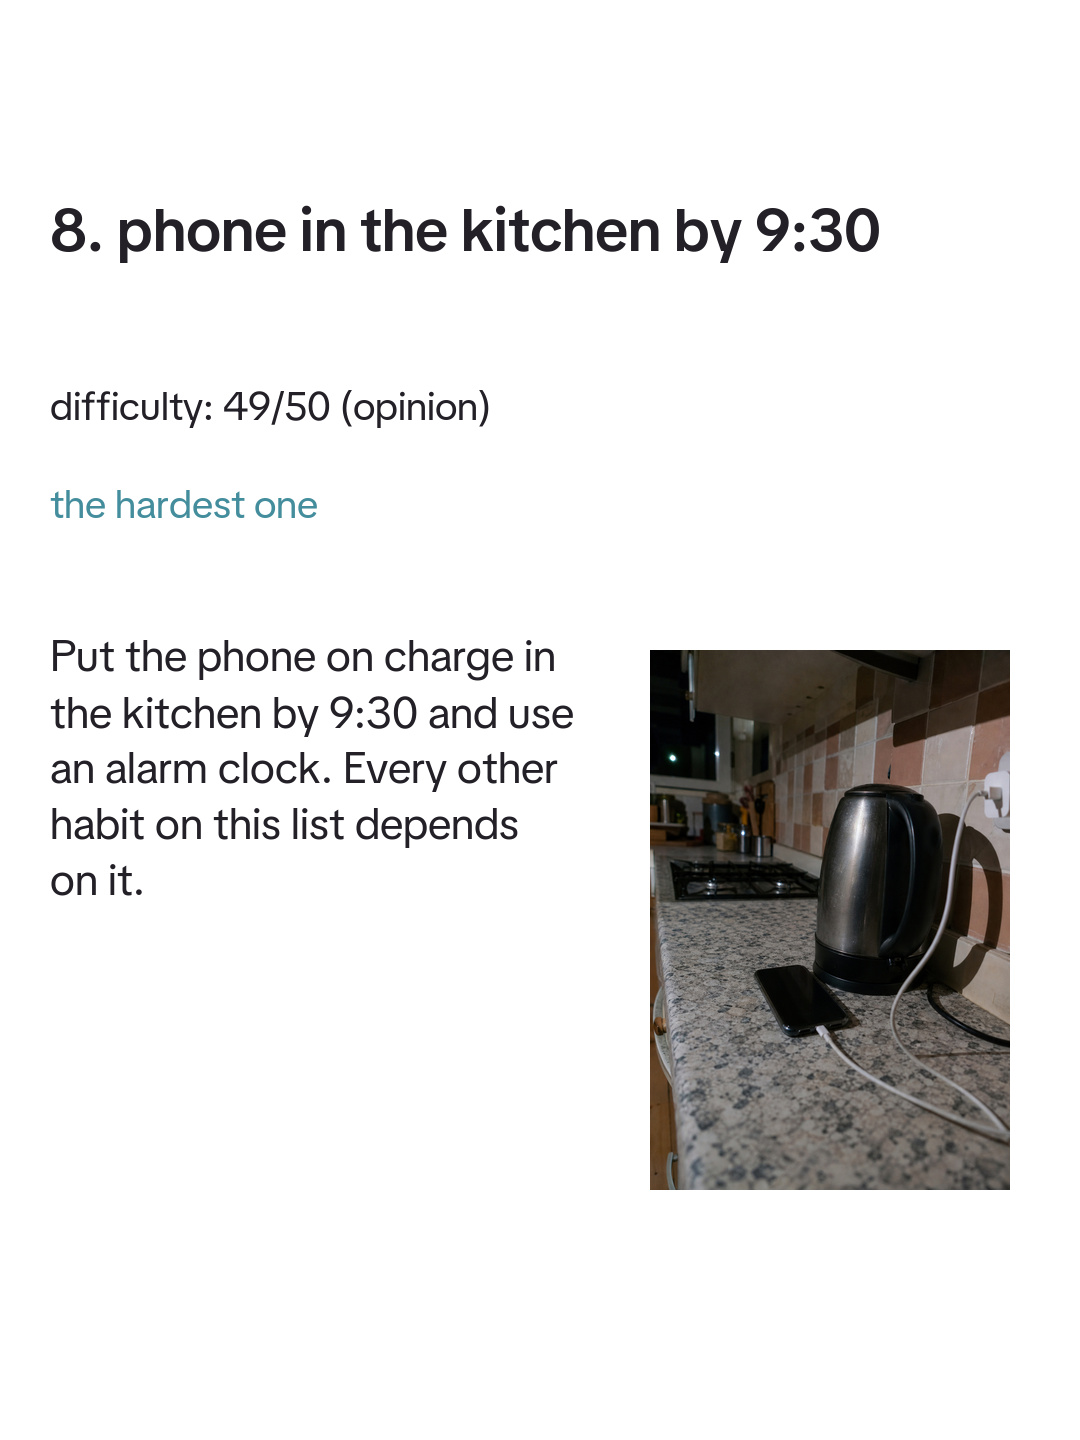 8. phone in the kitchen by 9:30
difficulty: 49/50 (opinion)
the hardest one
Put the phone on charge in
the kitchen by 9:30 and use
an alarm clock. Every other
habit on this list depends
on it.